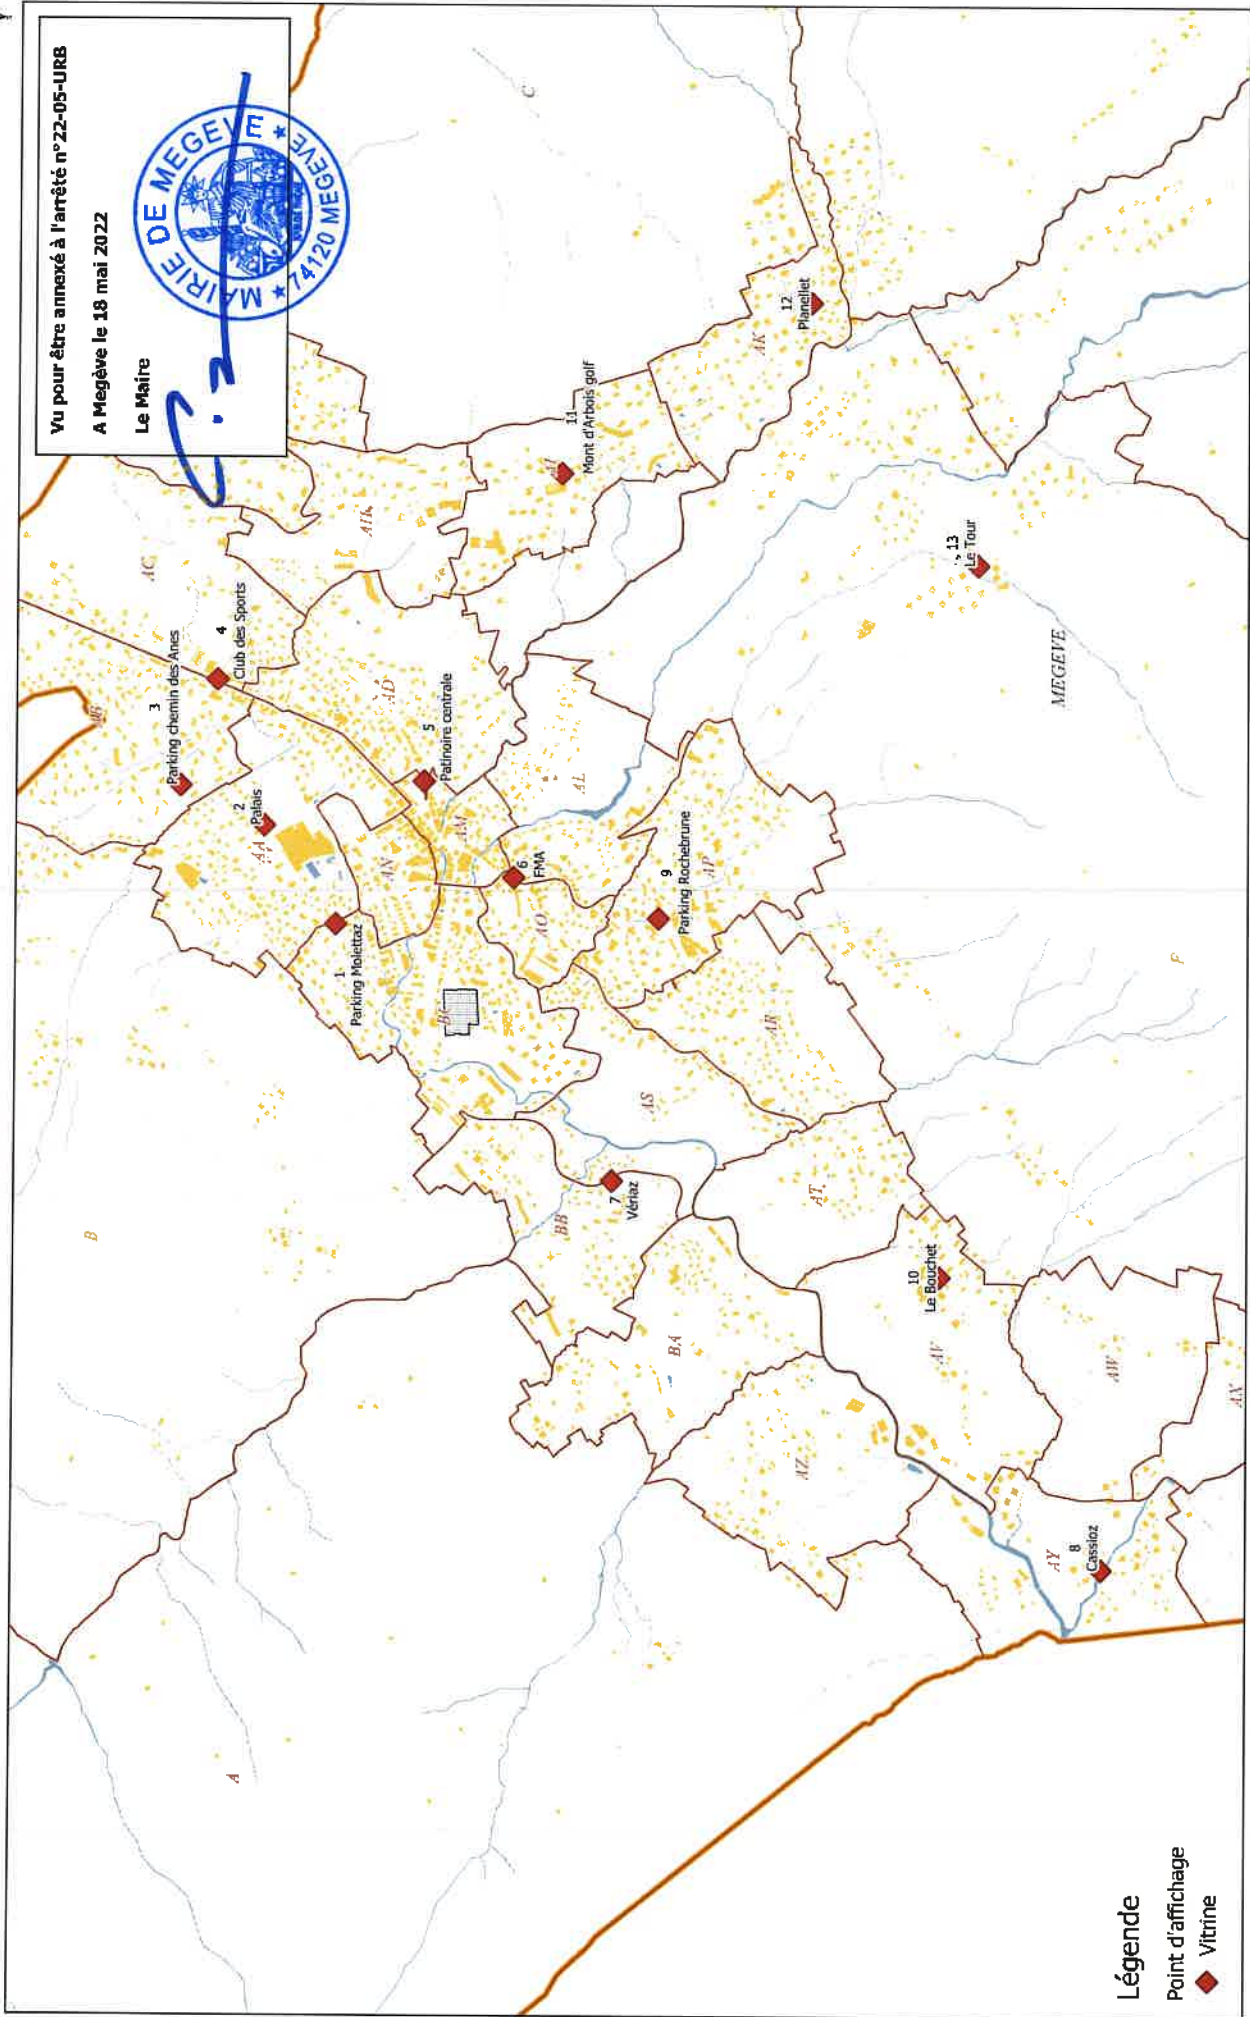 Vu pour être annexé à l'arrêté n°22-05-URB
A Megève le 18 mai 2022
Le Maire
MAIRIE DE MEGEVE
★ 74120 MEGEVE ★
A
B
C
F
AC
3
Parking chemin des Anes
4
Club des Sports
2
Palais
AA
1
Parking Molettaz
AN
AD
5
Patinoire centrale
AM
6
FMA
AO
AL
9
Parking Rochebrune
AP
11
Mont d'Arbois golf
AK
12
Planellet
13
Le Tour
MEGEVE
AR
AS
AT
7
Vériaz
BB
BA
10
Le Bouchet
AV
AW
AX
AZ
AY
8
Cassioz
Légende
Point d'affichage
Vitrine